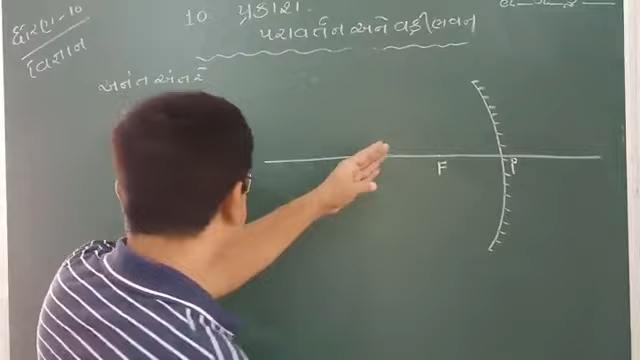 ધોરણ-10
વિજ્ઞાન
10. પ્રકાશ.
પરાવર્તન અને વક્રીભવન
અનંત અંતરે
F
P